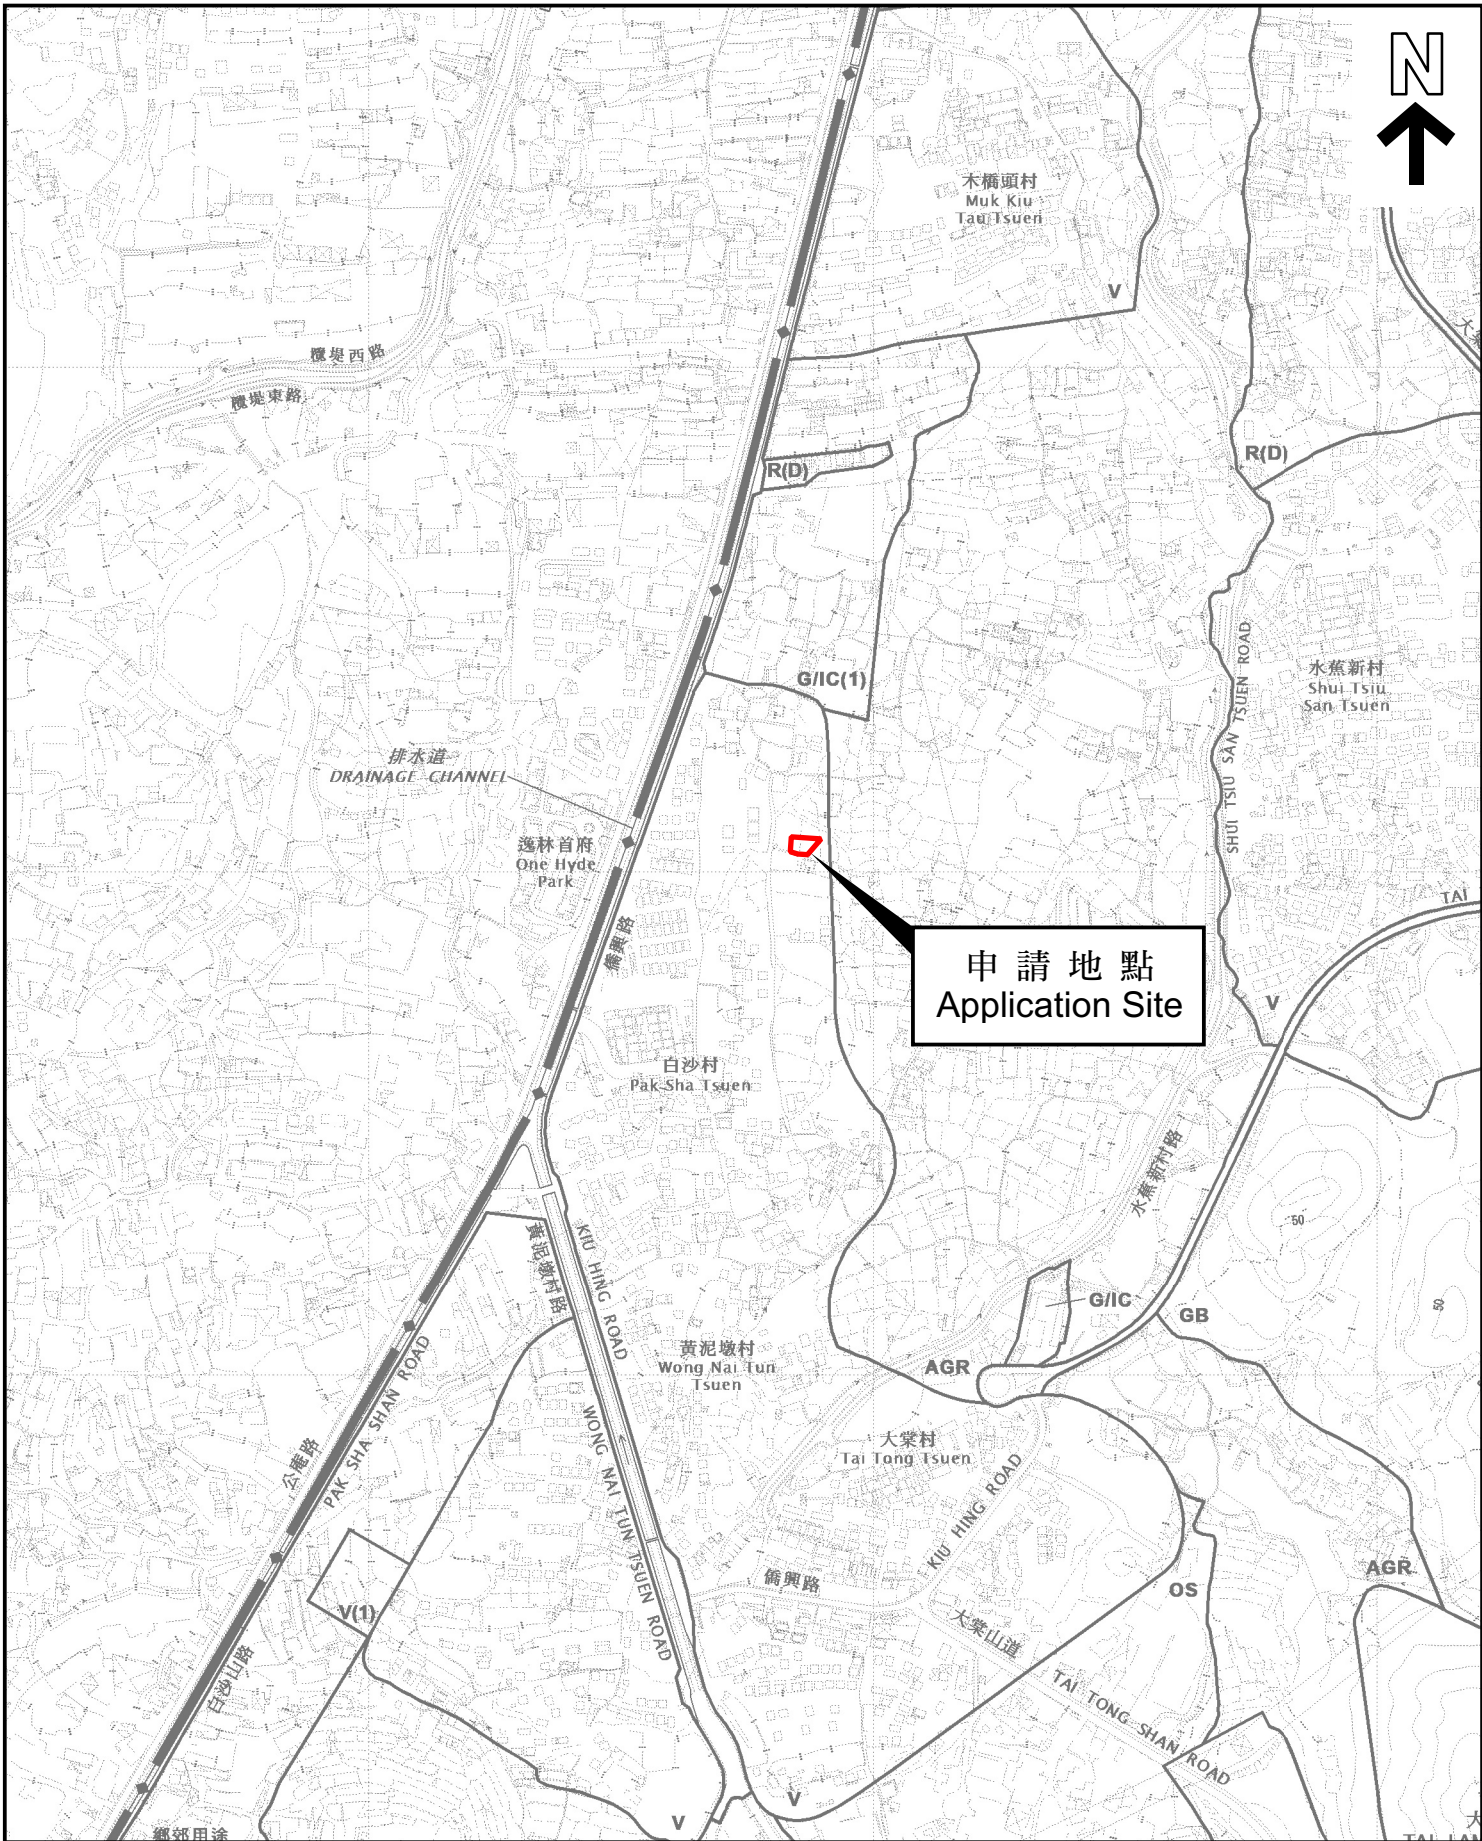 N
木橋頭村
Muk Kiu
Tau Tsuen
V
欖堤西路
欖堤東路
R(D)
R(D)
G/IC(1)
水蕉新村
Shui Tsiu
San Tsuen
SHUI TSIU SAN TSUEN ROAD
排水道
DRAINAGE CHANNEL
逸林首府
One Hyde
Park
僑興路
TAI
申請地點
Application Site
V
白沙村
Pak Sha Tsuen
水蕉新村路
50
50
黃泥墩村路
KIU HING ROAD
G/IC
GB
黃泥墩村
Wong Nai Tun
Tsuen
AGR
PAK SHA SHAN ROAD
公庵路
WONG NAI TUN TSUEN ROAD
大棠村
Tai Tong Tsuen
KIU HING ROAD
僑興路
OS
AGR
V(1)
大棠山道
TAI TONG SHAN ROAD
白沙山路
V
V
鄉郊用途